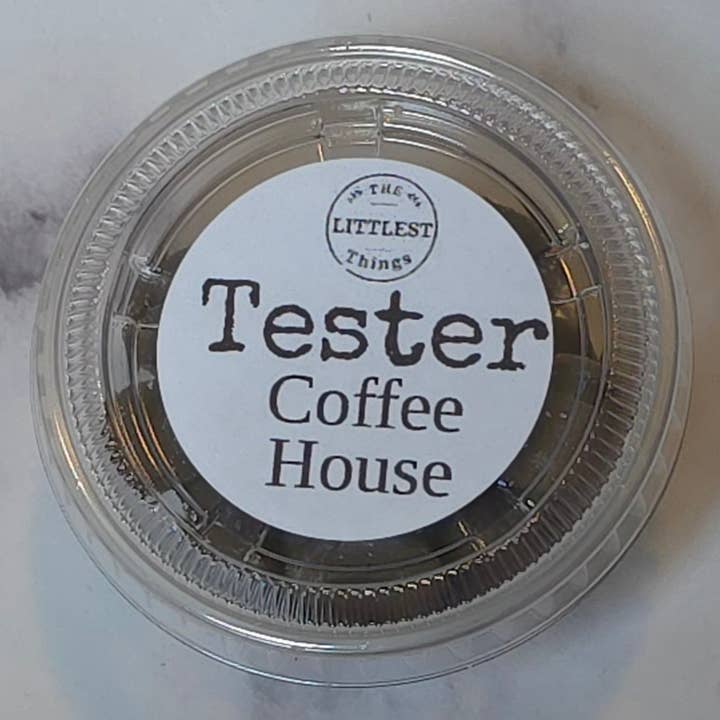 THE
LITTLEST
Things
Tester
Coffee
House